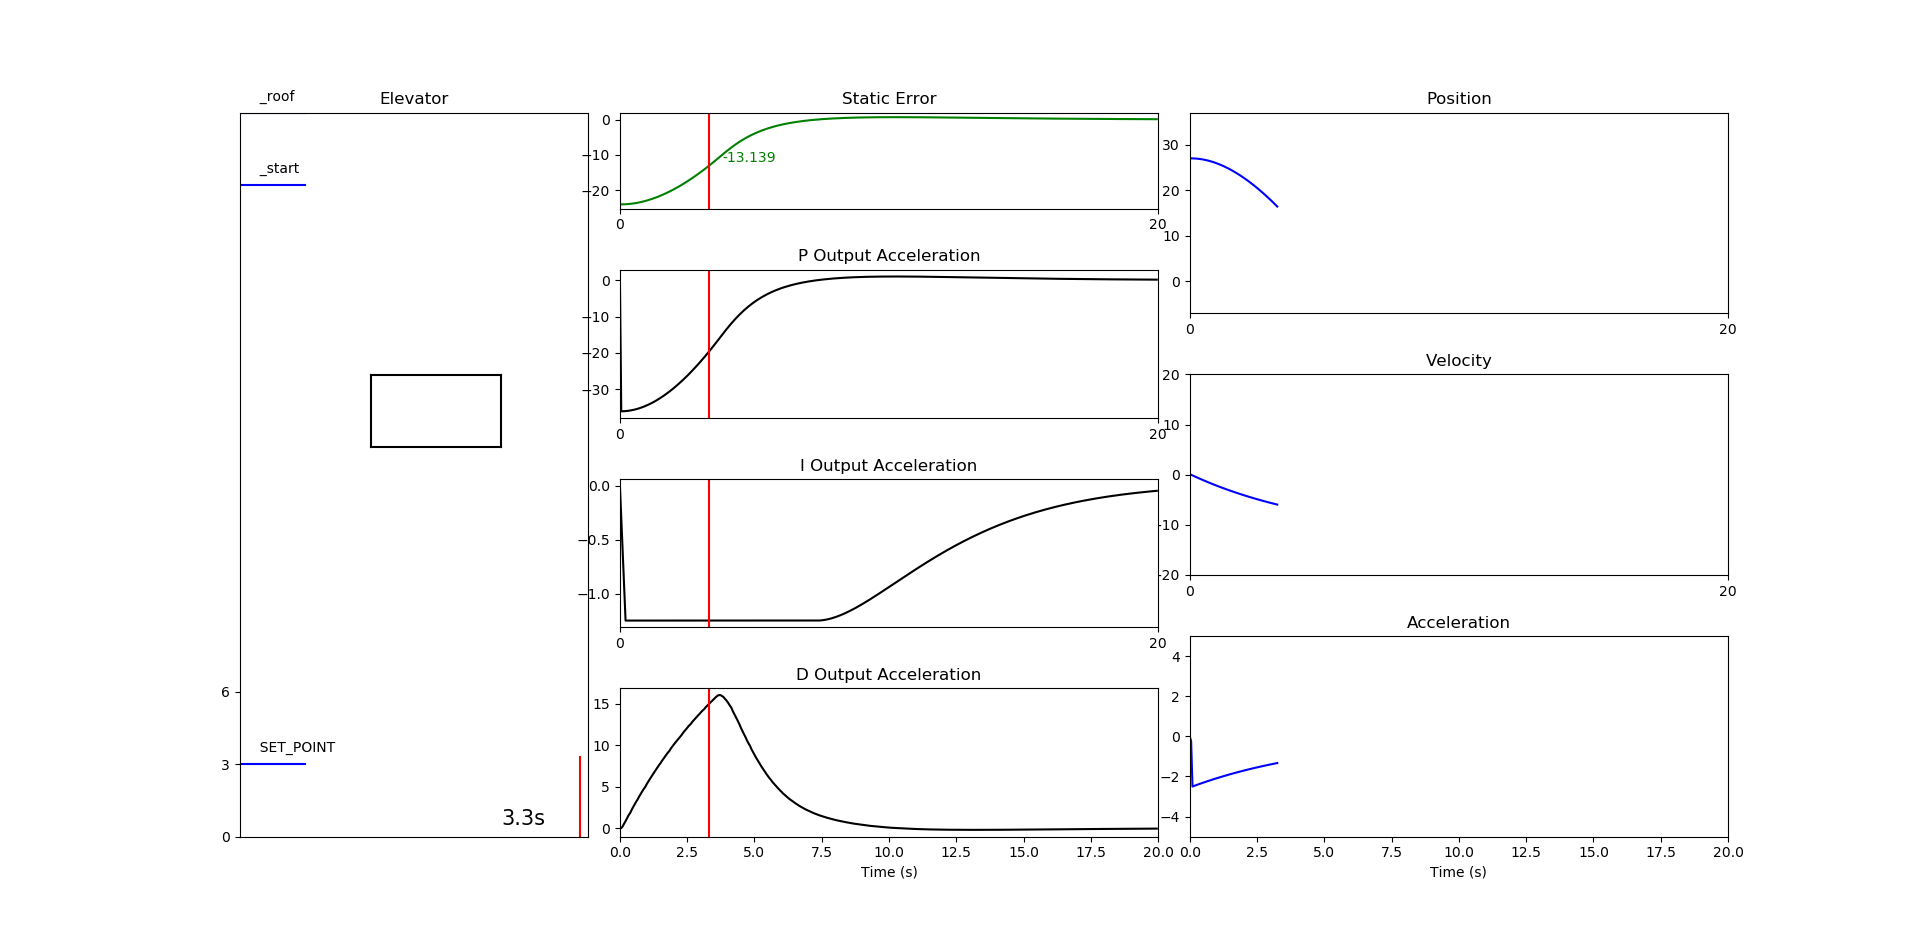 _roof
Elevator
_start
6
SET_POINT
3
3.3s
0
Static Error
0
−10
−20
-13.139
0 20
P Output Acceleration
0
−10
−20
−30
0 20
I Output Acceleration
0.0
−0.5
−1.0
0 20
D Output Acceleration
15
10
5
0
0.0 2.5 5.0 7.5 10.0 12.5 15.0 17.5 20.0
Time (s)
Position
30
20
10
0
0 20
Velocity
20
10
0
-10
-20
0 20
Acceleration
4
2
0
−2
−4
0.0 2.5 5.0 7.5 10.0 12.5 15.0 17.5 20.0
Time (s)